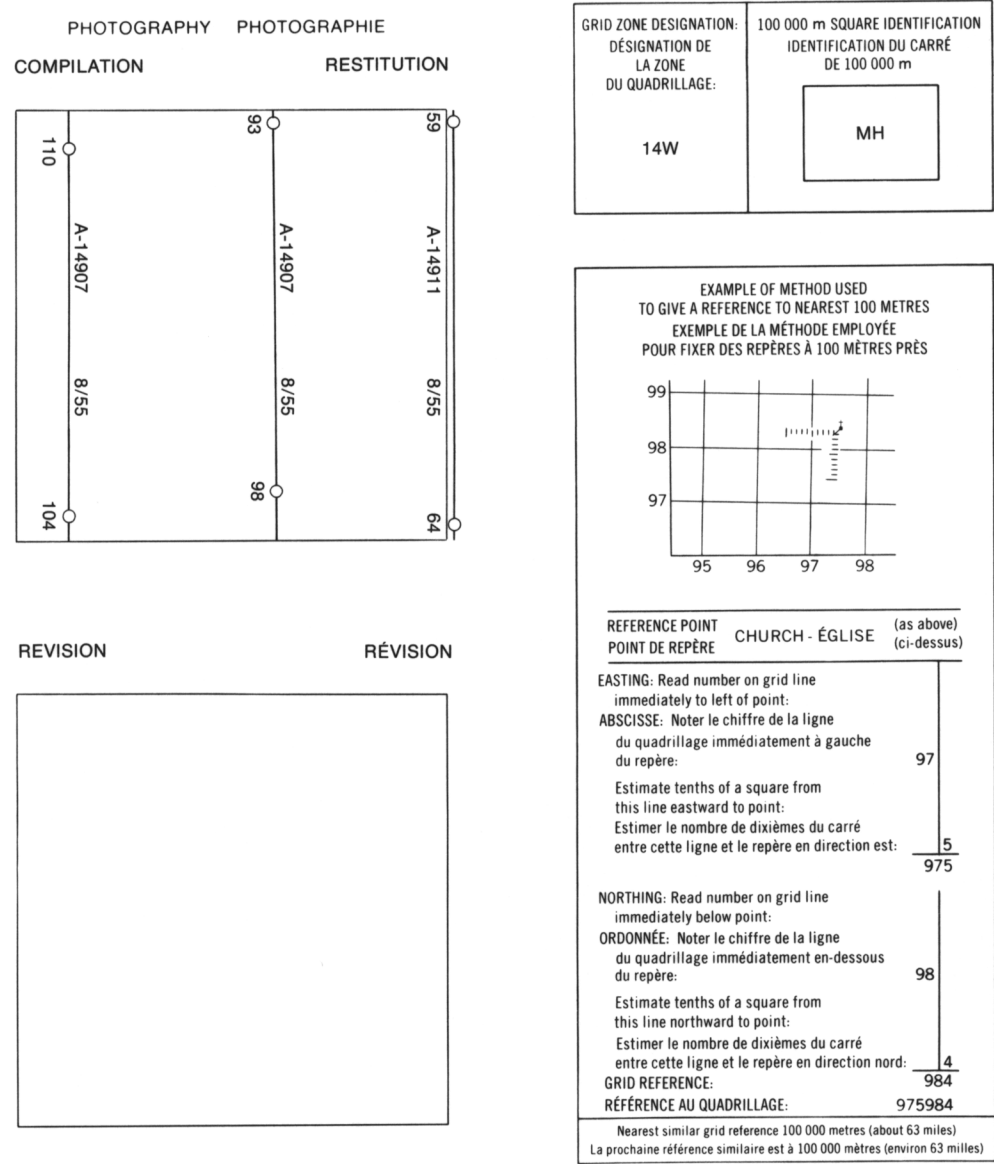 PHOTOGRAPHY PHOTOGRAPHIE
COMPILATION RESTITUTION
110
A-14907
8/55
104
93
A-14907
8/55
98
59
A-14911
8/55
64
REVISION RÉVISION
GRID ZONE DESIGNATION:
DÉSIGNATION DE
LA ZONE
DU QUADRILLAGE:
14W
100 000 m SQUARE IDENTIFICATION
IDENTIFICATION DU CARRÉ
DE 100 000 m
MH
EXAMPLE OF METHOD USED
TO GIVE A REFERENCE TO NEAREST 100 METRES
EXEMPLE DE LA MÉTHODE EMPLOYÉE
POUR FIXER DES REPÈRES À 100 MÈTRES PRÈS
99
98
97
95 96 97 98
REFERENCE POINT
POINT DE REPÈRE
CHURCH - ÉGLISE
(as above)
(ci-dessus)
EASTING: Read number on grid line
immediately to left of point:
ABSCISSE: Noter le chiffre de la ligne
du quadrillage immédiatement à gauche
du repère: 97
Estimate tenths of a square from
this line eastward to point:
Estimer le nombre de dixièmes du carré
entre cette ligne et le repère en direction est: 5
975
NORTHING: Read number on grid line
immediately below point:
ORDONNÉE: Noter le chiffre de la ligne
du quadrillage immédiatement en-dessous
du repère: 98
Estimate tenths of a square from
this line northward to point:
Estimer le nombre de dixièmes du carré
entre cette ligne et le repère en direction nord: 4
GRID REFERENCE: 984
RÉFÉRENCE AU QUADRILLAGE: 975984
Nearest similar grid reference 100 000 metres (about 63 miles)
La prochaine référence similaire est à 100 000 mètres (environ 63 milles)